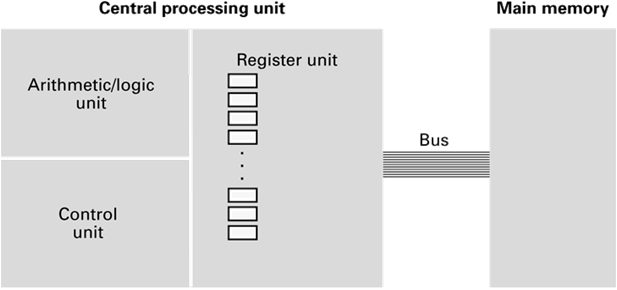 Central processing unit
Main memory
Arithmetic/logic
unit
Register unit
Bus
Control
unit